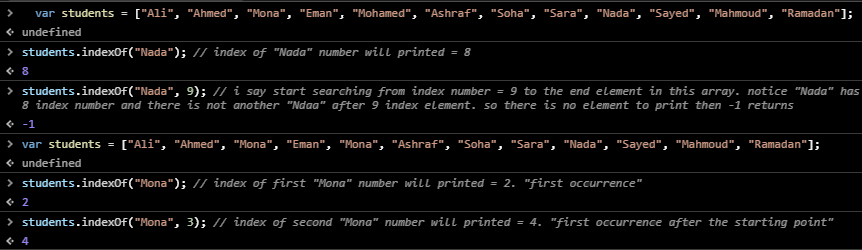 var students = ["Ali", "Ahmed", "Mona", "Eman", "Mohamed", "Ashraf", "Soha", "Sara", "Nada", "Sayed", "Mahmoud", "Ramadan"];
undefined
students.indexOf("Nada"); // index of "Nada" number will printed = 8
8
students.indexOf("Nada", 9); // i say start searching from index number = 9 to the end element in this array. notice "Nada" has
8 index number and there is not another "Ndaa" after 9 index element. so there is no element to print then -1 returns
-1
var students = ["Ali", "Ahmed", "Mona", "Eman", "Mona", "Ashraf", "Soha", "Sara", "Nada", "Sayed", "Mahmoud", "Ramadan"];
undefined
students.indexOf("Mona"); // index of first "Mona" number will printed = 2. "first occurrence"
2
students.indexOf("Mona", 3); // index of second "Mona" number will printed = 4. "first occurrence after the starting point"
4